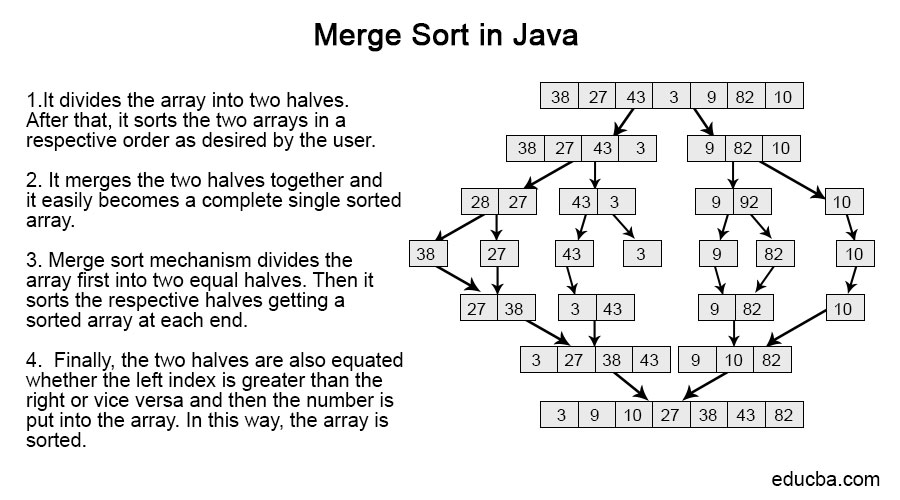 Merge Sort in Java
1.It divides the array into two halves.
After that, it sorts the two arrays in a
respective order as desired by the user.
2. It merges the two halves together and
it easily becomes a complete single sorted
array.
3. Merge sort mechanism divides the
array first into two equal halves. Then it
sorts the respective halves getting a
sorted array at each end.
4. Finally, the two halves are also equated
whether the left index is greater than the
right or vice versa and then the number is
put into the array. In this way, the array is
sorted.
38 27 43 3 9 82 10
38 27 43 3 9 82 10
28 27 43 3 9 92 10
38 27 43 3 9 82 10
27 38 3 43 9 82 10
3 27 38 43 9 10 82
3 9 10 27 38 43 82
educba.com